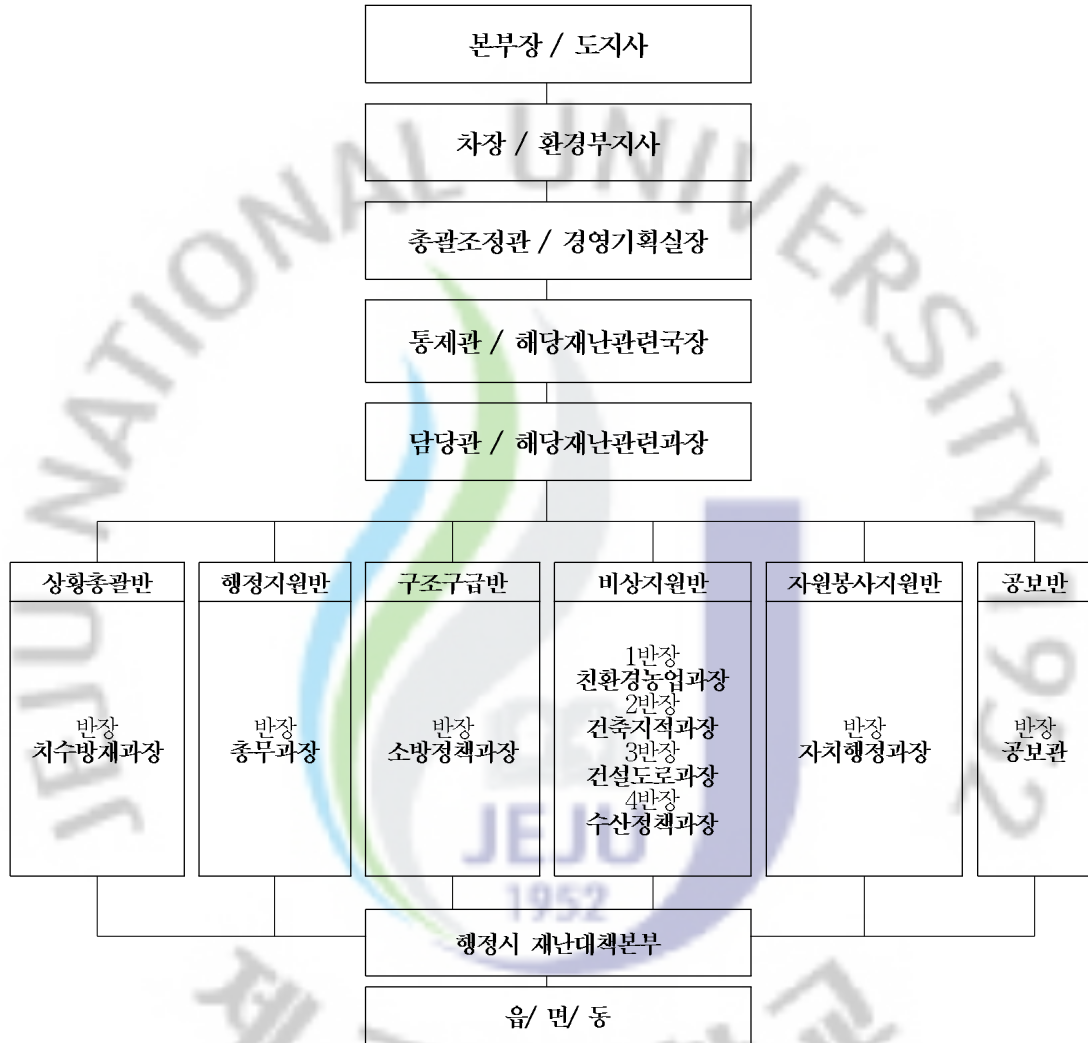 본부장 / 도지사
차장 / 환경부지사
총괄조정관 / 경영기획실장
통제관 / 해당재난관련국장
담당관 / 해당재난관련과장
상황총괄반
반장
치수방재과장
행정지원반
반장
총무과장
구조구급반
반장
소방정책과장
비상지원반
1반장
친환경농업과장
2반장
건축지적과장
3반장
건설도로과장
4반장
수산정책과장
자원봉사지원반
반장
자치행정과장
공보반
반장
공보관
행정시 재난대책본부
읍/ 면/ 동
JEJU NATIONAL UNIVERSITY 1952
JEJU
1952